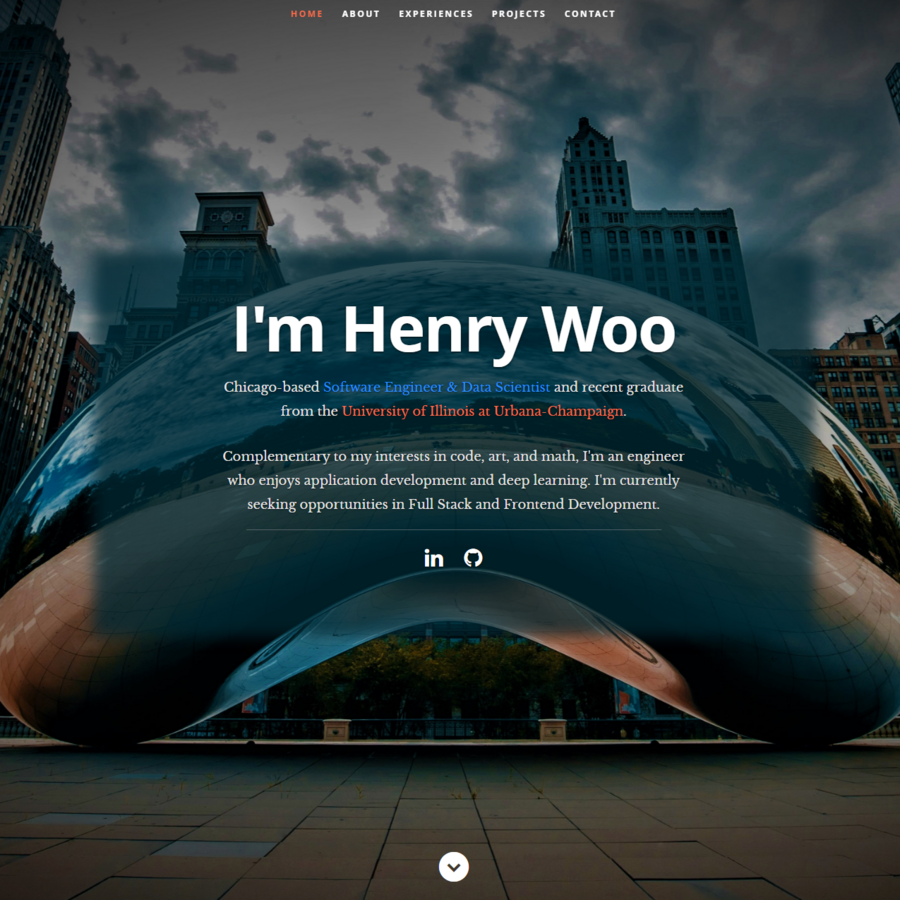 HOME ABOUT EXPERIENCES PROJECTS CONTACT
I'm Henry Woo
Chicago-based Software Engineer & Data Scientist and recent graduate
from the University of Illinois at Urbana-Champaign.
Complementary to my interests in code, art, and math, I'm an engineer
who enjoys application development and deep learning. I'm currently
seeking opportunities in Full Stack and Frontend Development.
in